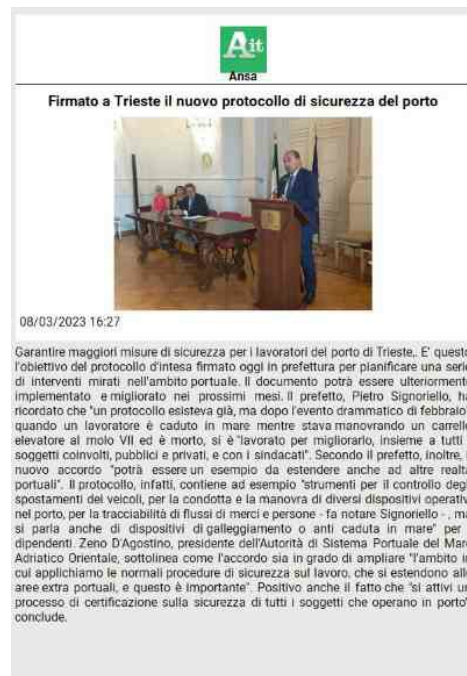 Ait
Ansa
Firmato a Trieste il nuovo protocollo di sicurezza del porto
08/03/2023 16:27
Garantire maggiori misure di sicurezza per i lavoratori del porto di Trieste,. E' questo
l'obiettivo del protocollo d'intesa firmato oggi in prefettura per pianificare una serie
di interventi mirati nell'ambito portuale. Il documento potrà essere ulteriormente
implementato e migliorato nei prossimi mesi. Il prefetto, Pietro Signoriello, ha
ricordato che "un protocollo esisteva già, ma dopo l'evento drammatico di febbraio,
quando un lavoratore è caduto in mare mentre stava manovrando un carrello
elevatore al molo VII ed è morto, si è "lavorato per migliorarlo, insieme a tutti
soggetti coinvolti, pubblici e privati, e con i sindacati". Secondo il prefetto, inoltre,
nuovo accordo "potrà essere un esempio da estendere anche ad altre realtà
portuali". Il protocollo, infatti, contiene ad esempio "strumenti per il controllo degli
spostamenti dei veicoli, per la condotta e la manovra di diversi dispositivi operativi
nel porto, per la tracciabilità di flussi di merci e persone - fa notare Signoriello - , ma
si parla anche di dispositivi di galleggiamento o anti caduta in mare" per
dipendenti. Zeno D'Agostino, presidente dell'Autorità di Sistema Portuale del Mare
Adriatico Orientale, sottolinea come l'accordo sia in grado di ampliare "l'ambito in
cui applichiamo le normali procedure di sicurezza sul lavoro, che si estendono alle
aree extra portuali, e questo è importante". Positivo anche il fatto che "si attivi un
processo di certificazione sulla sicurezza di tutti i soggetti che operano in porto",
conclude.